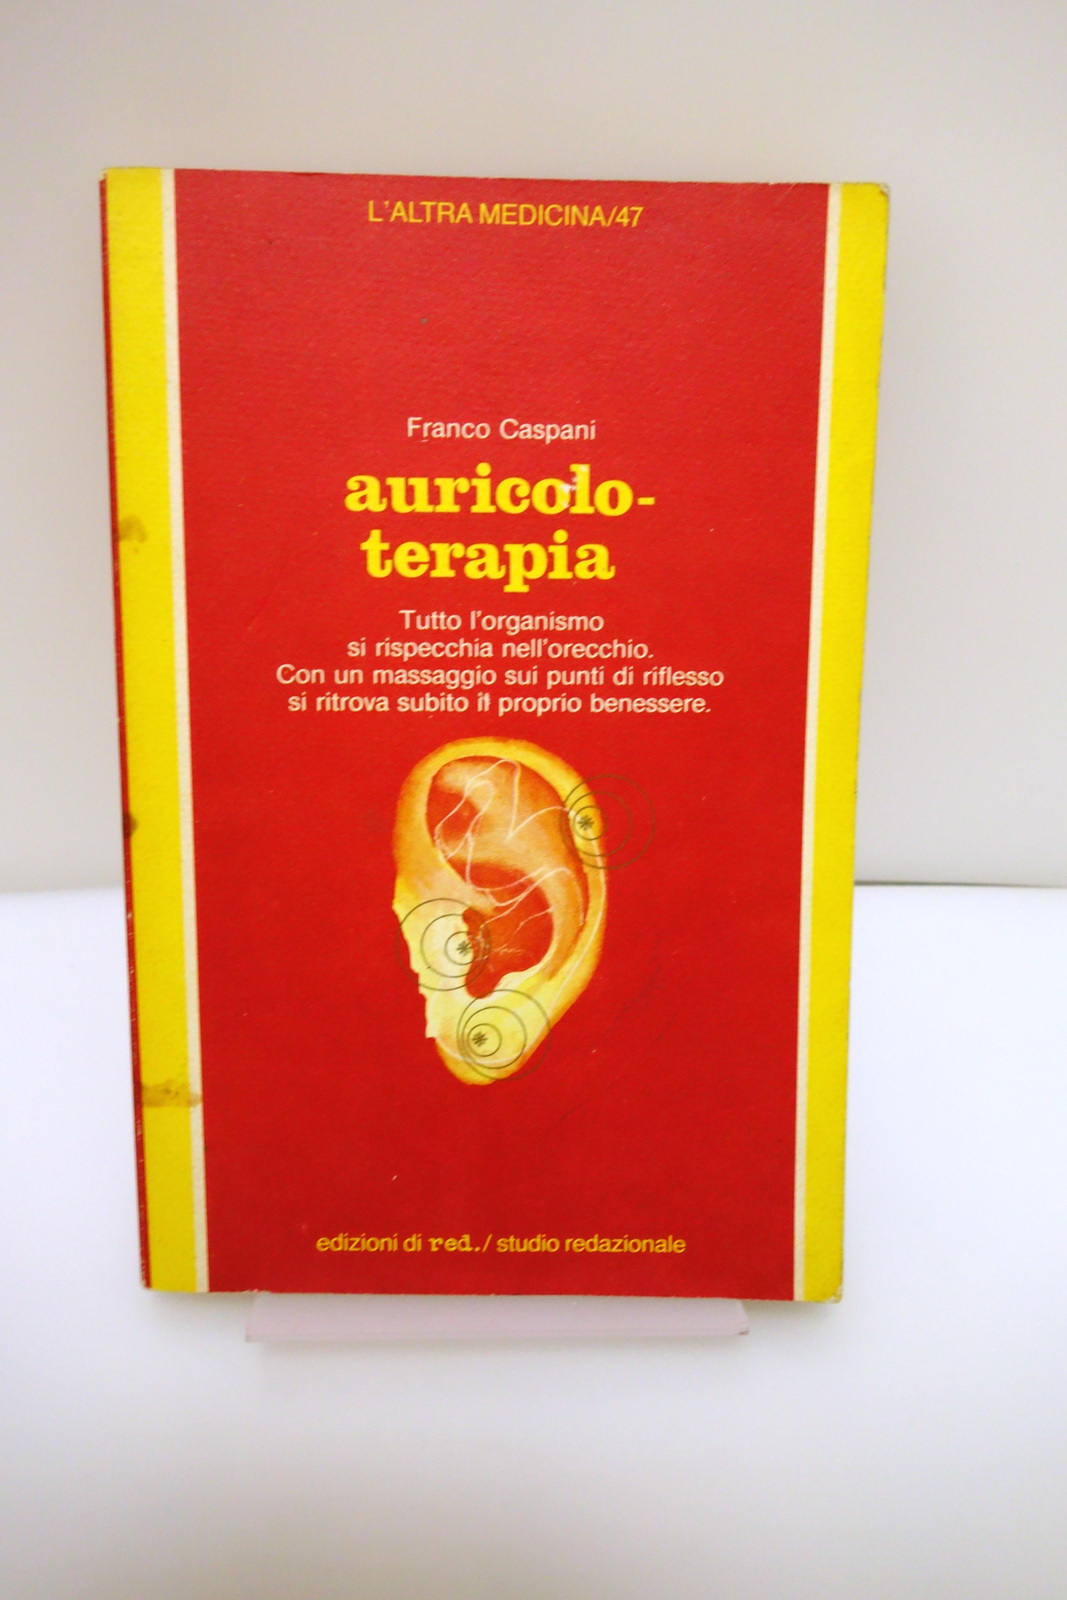 L'ALTRA MEDICINA/47
Franco Caspani
auricolo-
terapia
Tutto l'organismo
si rispecchia nell'orecchio.
Con un massaggio sui punti di riflesso
si ritrova subito il proprio benessere.
edizioni di red./ studio redazionale